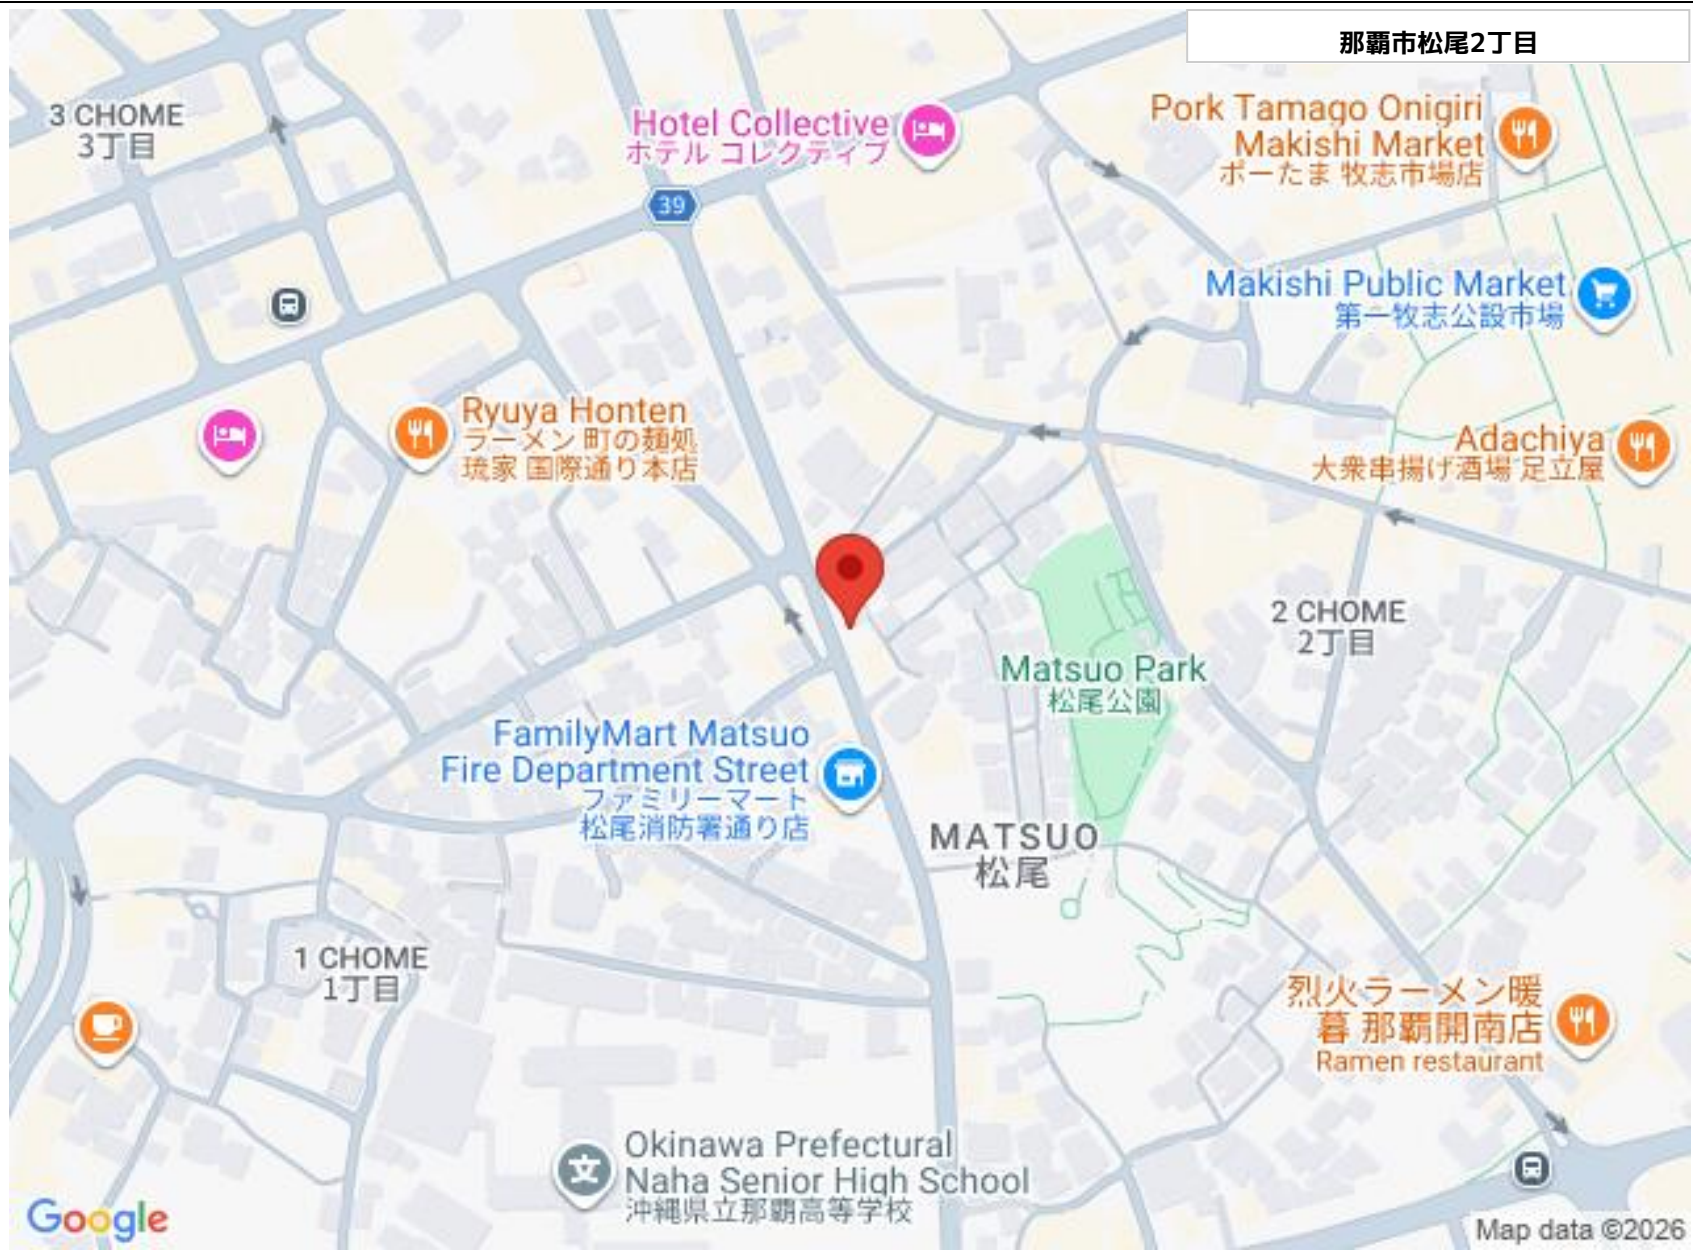 那覇市松尾2丁目
3 CHOME
3丁目
Hotel Collective
ホテル コレクティブ
Pork Tamago Onigiri
Makishi Market
ポーたま 牧志市場店
39
Makishi Public Market
第一牧志公設市場
Ryuya Honten
ラーメン 町の麺処
琉家 国際通り本店
Adachiya
大衆串揚げ酒場 足立屋
2 CHOME
2丁目
Matsuo Park
松尾公園
FamilyMart Matsuo
Fire Department Street
ファミリーマート
松尾消防署通り店
MATSUO
松尾
1 CHOME
1丁目
烈火ラーメン暖
暮 那覇開南店
Ramen restaurant
文
Okinawa Prefectural
Naha Senior High School
沖縄県立那覇高等学校
Google
Map data ©2026